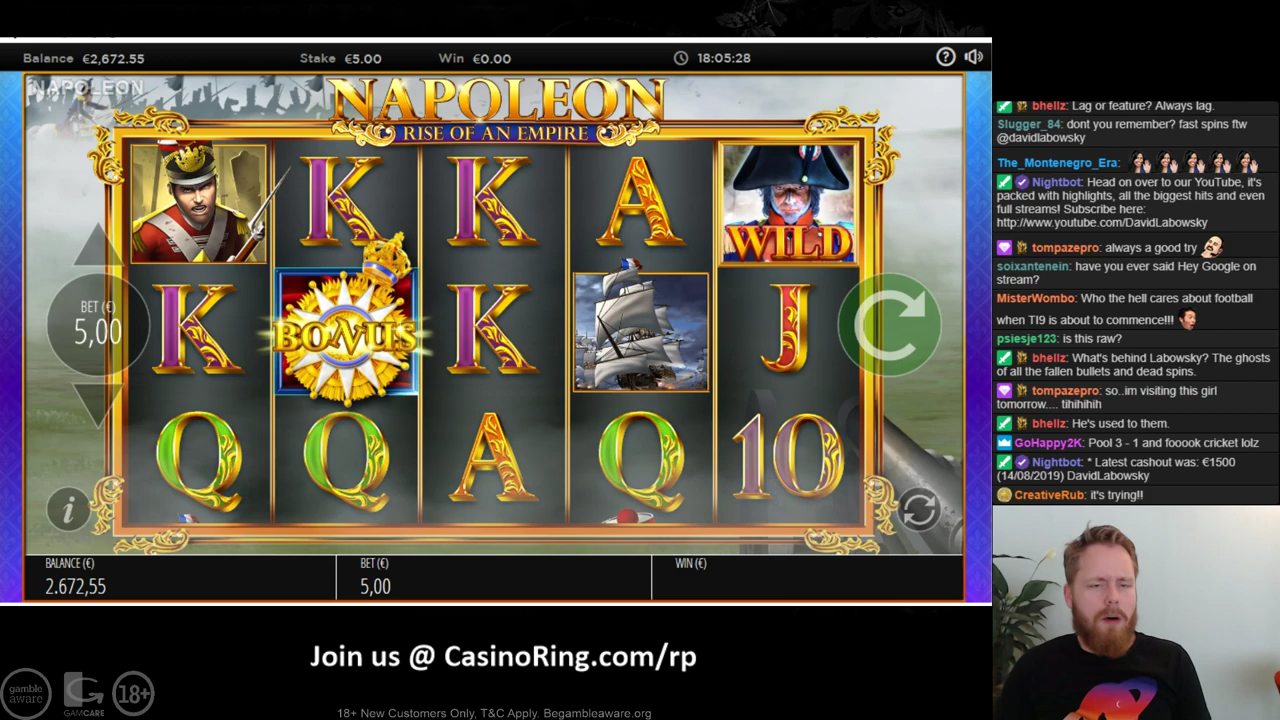 Balance €2,672.55
Stake €5.00
Win €0.00
18:05:28
NAPOLEON
NAPOLEON
RISE OF AN EMPIRE
K K A
WILD
K BONUS K J
Q Q A Q 10
BET (€)
5,00
BALANCE (€)
2.672,55
BET (€)
5,00
WIN (€)
Join us @ CasinoRing.com/rp
gamble
aware
GAMCARE
18+
18+ New Customers Only, T&C Apply. Begambleaware.org
bhellz: Lag or feature? Always lag.
Slugger_84: dont you remember? fast spins ftw
@davidlabowsky
The_Montenegro_Era:
Nightbot: Head on over to our YouTube, it's
packed with highlights, all the biggest hits and even
full streams! Subscribe here:
http://www.youtube.com/DavidLabowsky
tompazepro: always a good try
soixantenein: have you ever said Hey Google on
stream?
MisterWombo: Who the hell cares about football
when TI9 is about to commence!!!
psiesje123: is this raw?
bhellz: What's behind Labowsky? The ghosts
of all the fallen bullets and dead spins.
tompazepro: so..im visiting this girl
tomorrow.... tihihihih
bhellz: He's used to them.
GoHappy2K: Pool 3 - 1 and fooook cricket lolz
Nightbot: * Latest cashout was: €1500
(14/08/2019) DavidLabowsky
CreativeRub: it's trying!!